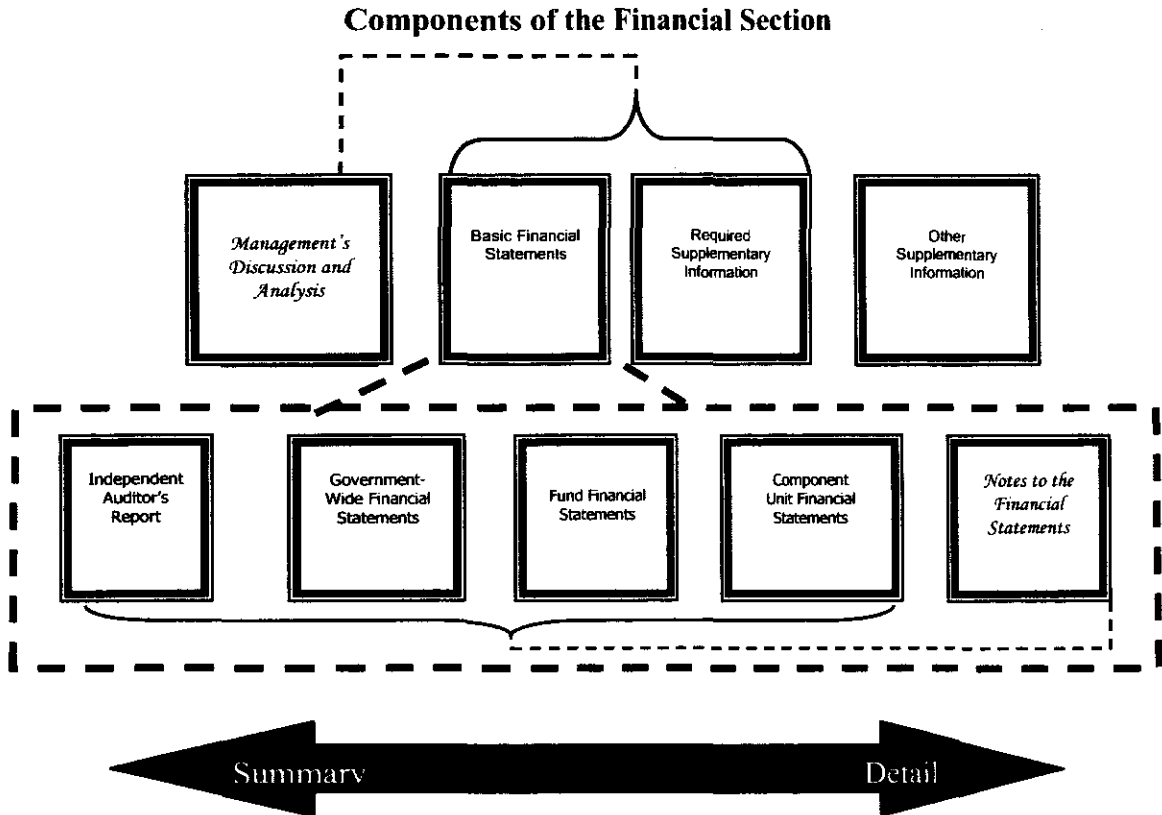 Components of the Financial Section
Management's
Discussion and
Analysis
Basic Financial
Statements
Required
Supplementary
Information
Other
Supplementary
Information
Independent
Auditor's
Report
Government-
Wide Financial
Statements
Fund Financial
Statements
Component
Unit Financial
Statements
Notes to the
Financial
Statements
Summary
Detail